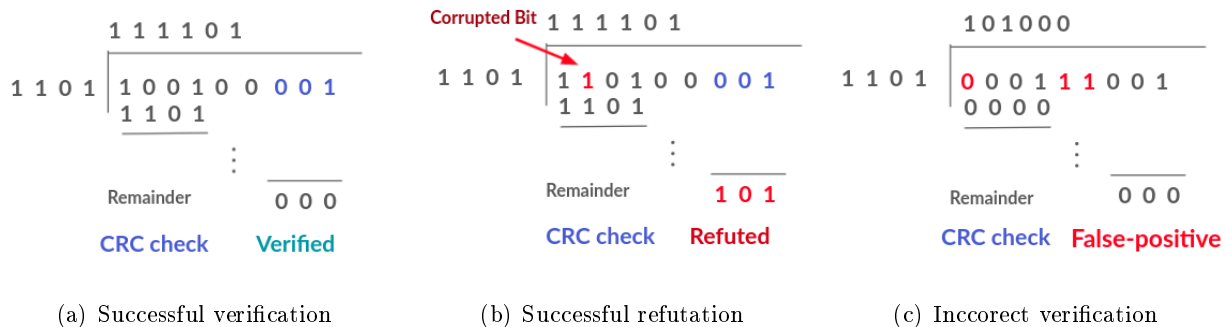 1 1 1 1 0 1
1 1 0 1
1 0 0 1 0 0 0 0 1
1 1 0 1
Remainder
0 0 0
CRC check Verified
(a) Successful verification
Corrupted Bit
1 1 1 1 0 1
1 1 0 1
1 1 0 1 0 0 0 0 1
1 1 0 1
Remainder
1 0 1
CRC check Refuted
(b) Successful refutation
1 0 1 0 0 0
1 1 0 1
0 0 0 1 1 1 0 0 1
0 0 0 0
Remainder
0 0 0
CRC check False-positive
(c) Inccorect verification